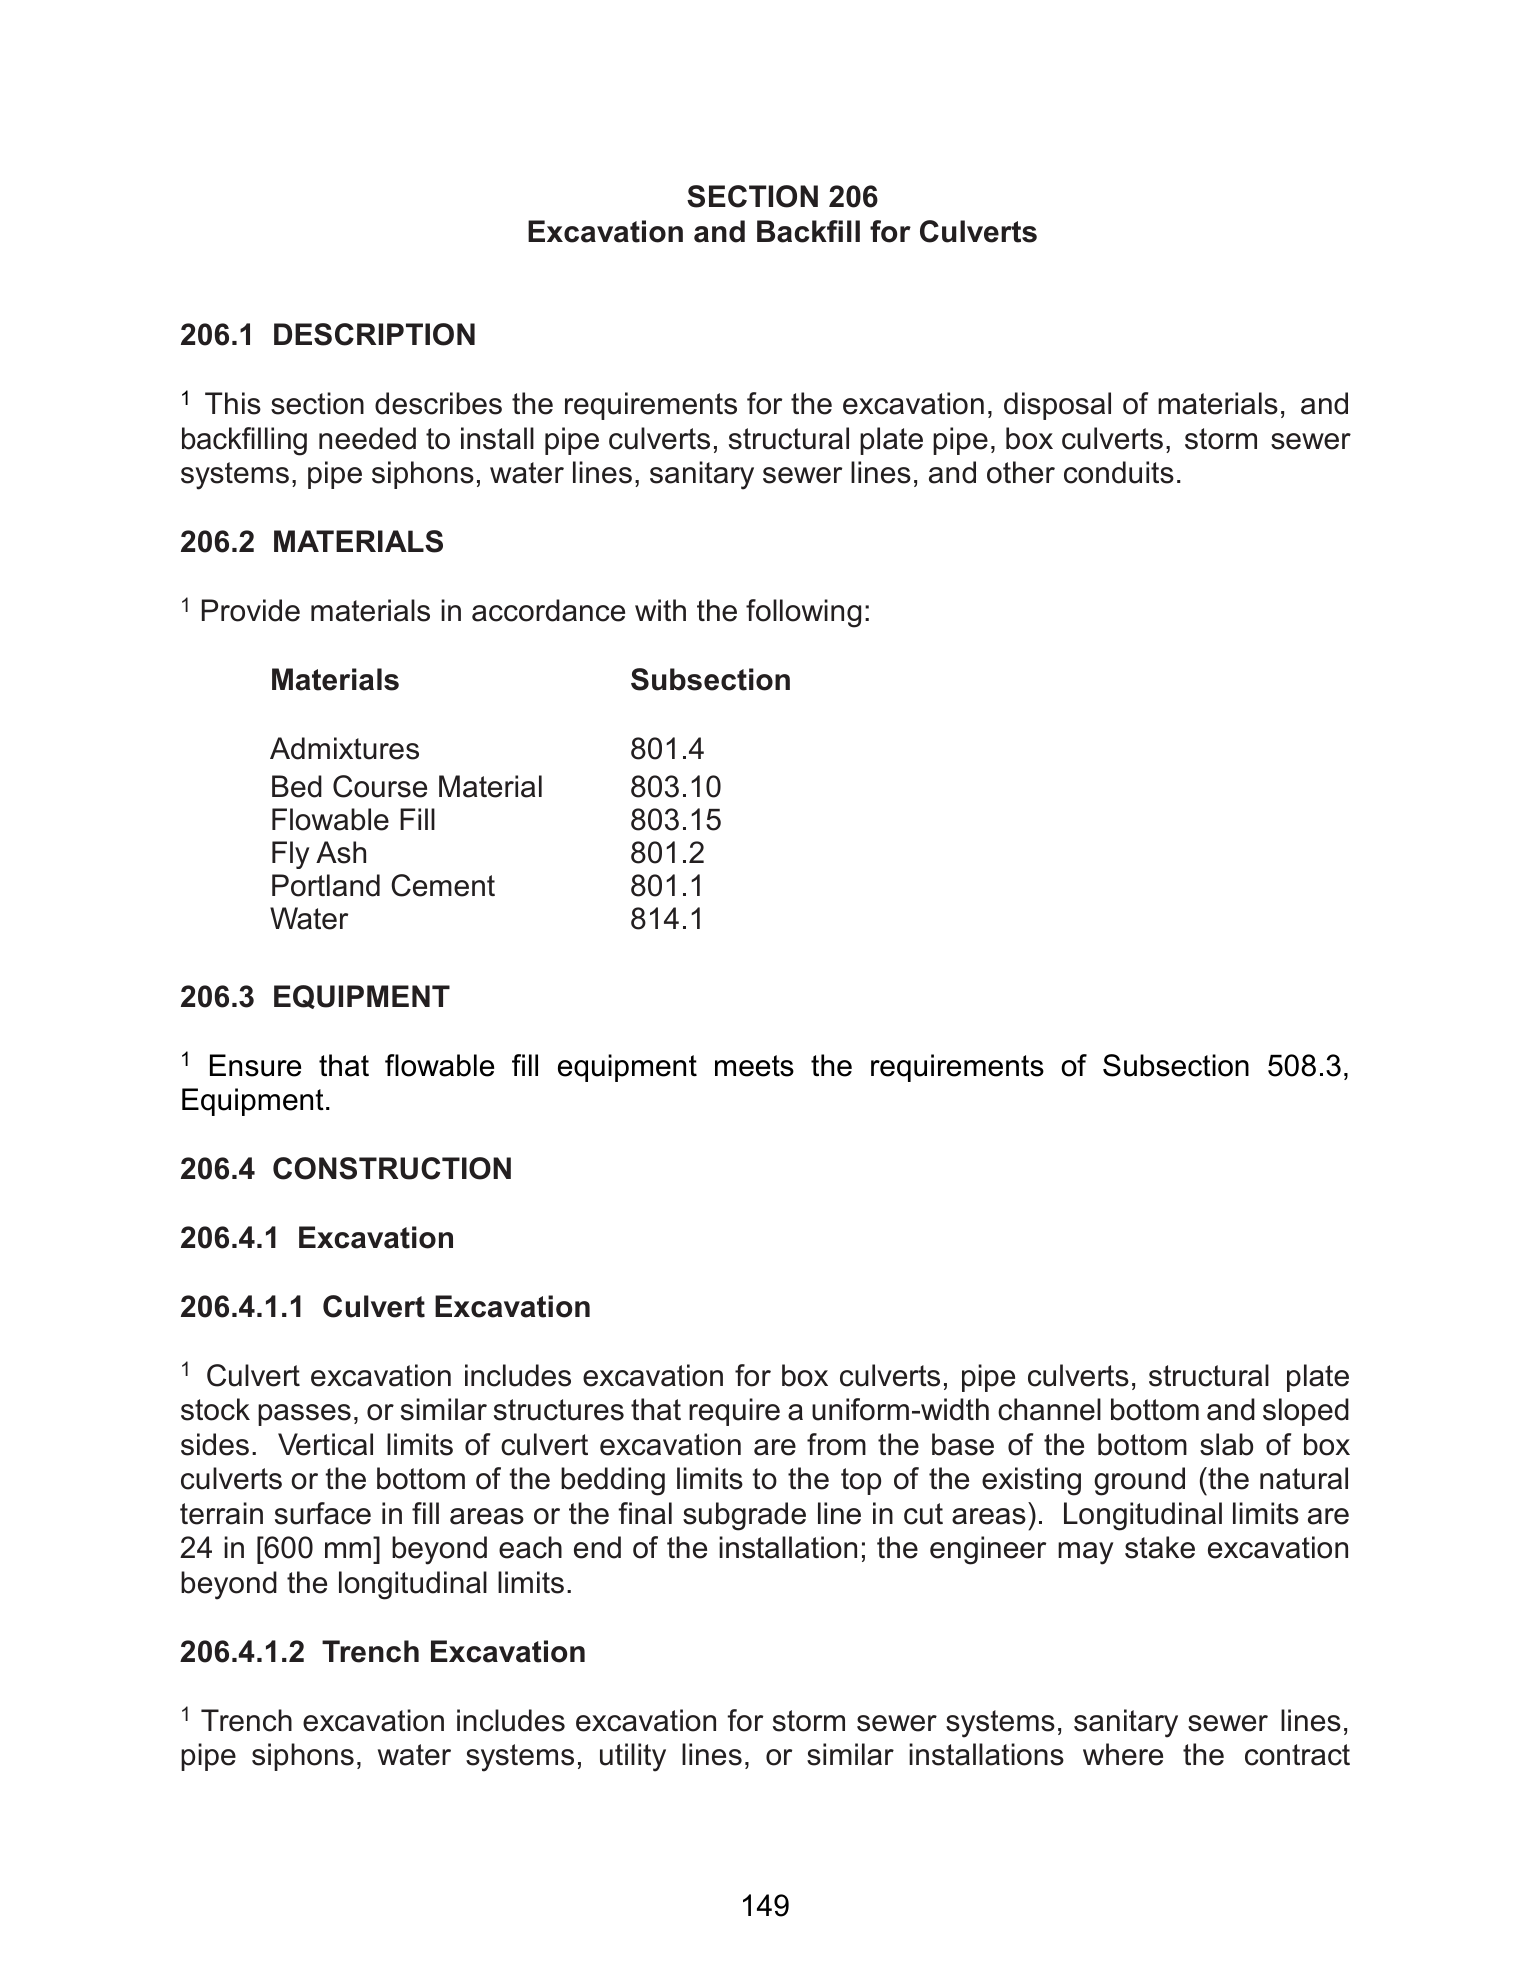 SECTION 206
Excavation and Backfill for Culverts
206.1 DESCRIPTION
1 This section describes the requirements for the excavation, disposal of materials, and
backfilling needed to install pipe culverts, structural plate pipe, box culverts, storm sewer
systems, pipe siphons, water lines, sanitary sewer lines, and other conduits.
206.2 MATERIALS
1 Provide materials in accordance with the following:
Materials Subsection
Admixtures 801.4
Bed Course Material 803.10
Flowable Fill 803.15
Fly Ash 801.2
Portland Cement 801.1
Water 814.1
206.3 EQUIPMENT
1 Ensure that flowable fill equipment meets the requirements of Subsection 508.3,
Equipment.
206.4 CONSTRUCTION
206.4.1 Excavation
206.4.1.1 Culvert Excavation
1 Culvert excavation includes excavation for box culverts, pipe culverts, structural plate
stock passes, or similar structures that require a uniform-width channel bottom and sloped
sides. Vertical limits of culvert excavation are from the base of the bottom slab of box
culverts or the bottom of the bedding limits to the top of the existing ground (the natural
terrain surface in fill areas or the final subgrade line in cut areas). Longitudinal limits are
24 in [600 mm] beyond each end of the installation; the engineer may stake excavation
beyond the longitudinal limits.
206.4.1.2 Trench Excavation
1 Trench excavation includes excavation for storm sewer systems, sanitary sewer lines,
pipe siphons, water systems, utility lines, or similar installations where the contract
149